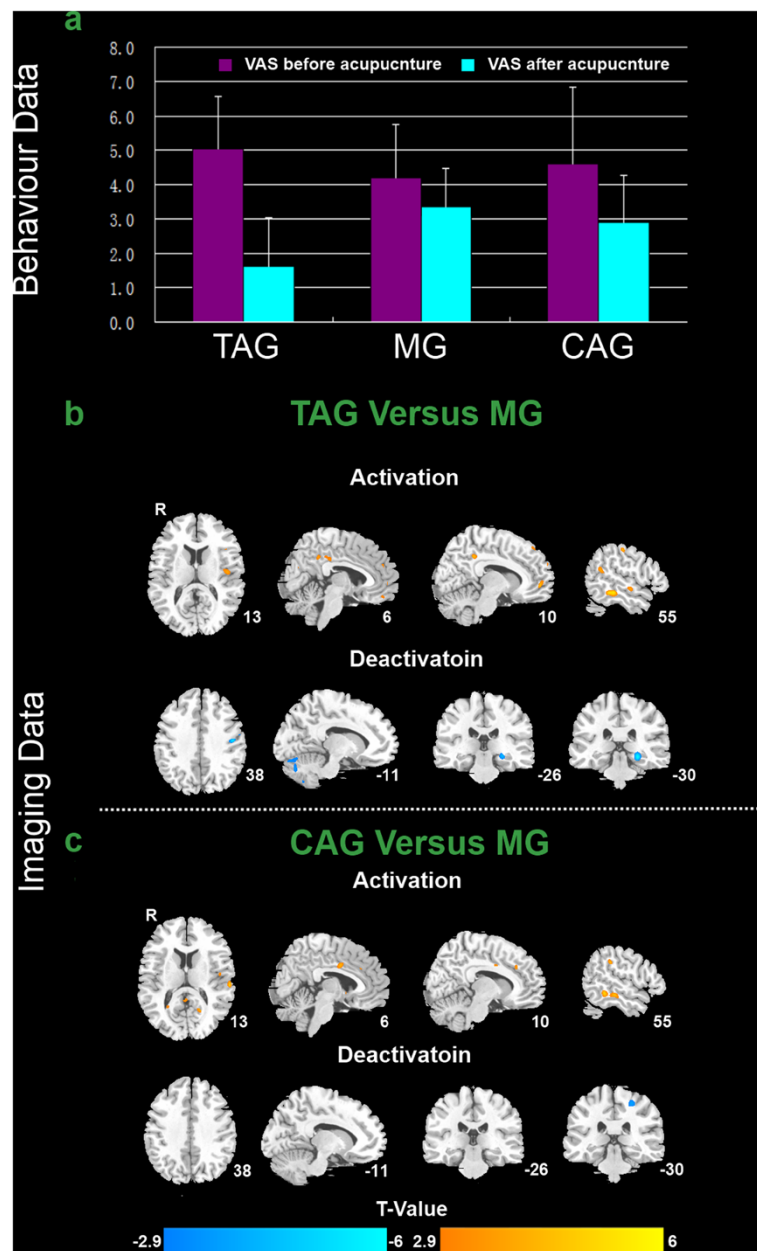 a
Behaviour Data
8.0
VAS before acupucnture VAS after acupucnture
7.0
6.0
5.0
4.0
3.0
2.0
1.0
0.0
TAG MG CAG
Imaging Data
b TAG Versus MG
Activation
R
13 6 10 55
Deactivatoin
38 -11 -26 -30
c CAG Versus MG
Activation
R
13 6 10 55
Deactivatoin
38 -11 -26 -30
T-Value
-2.9 -6 2.9 6